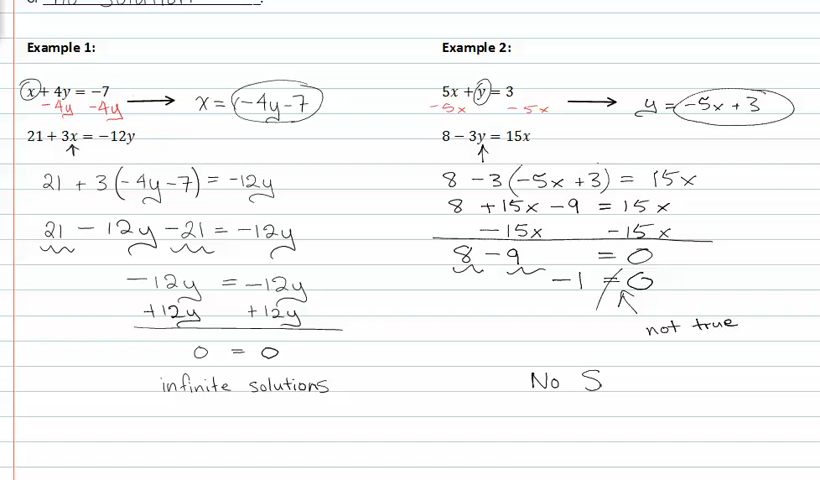 or no solution.
Example 1:
x + 4y = −7
−4y −4y
x = −4y−7
21 + 3x = −12y
21 + 3(−4y−7) = −12y
21 − 12y −21 = −12y
−12y = −12y
+12y +12y
0 = 0
infinite solutions
Example 2:
5x + y = 3
−5x −5x
y = −5x + 3
8 − 3y = 15x
8 −3(−5x +3) = 15x
8 +15x −9 = 15x
−15x −15x
8 − 9 = 0
−1 ≠ 0
not true
No S